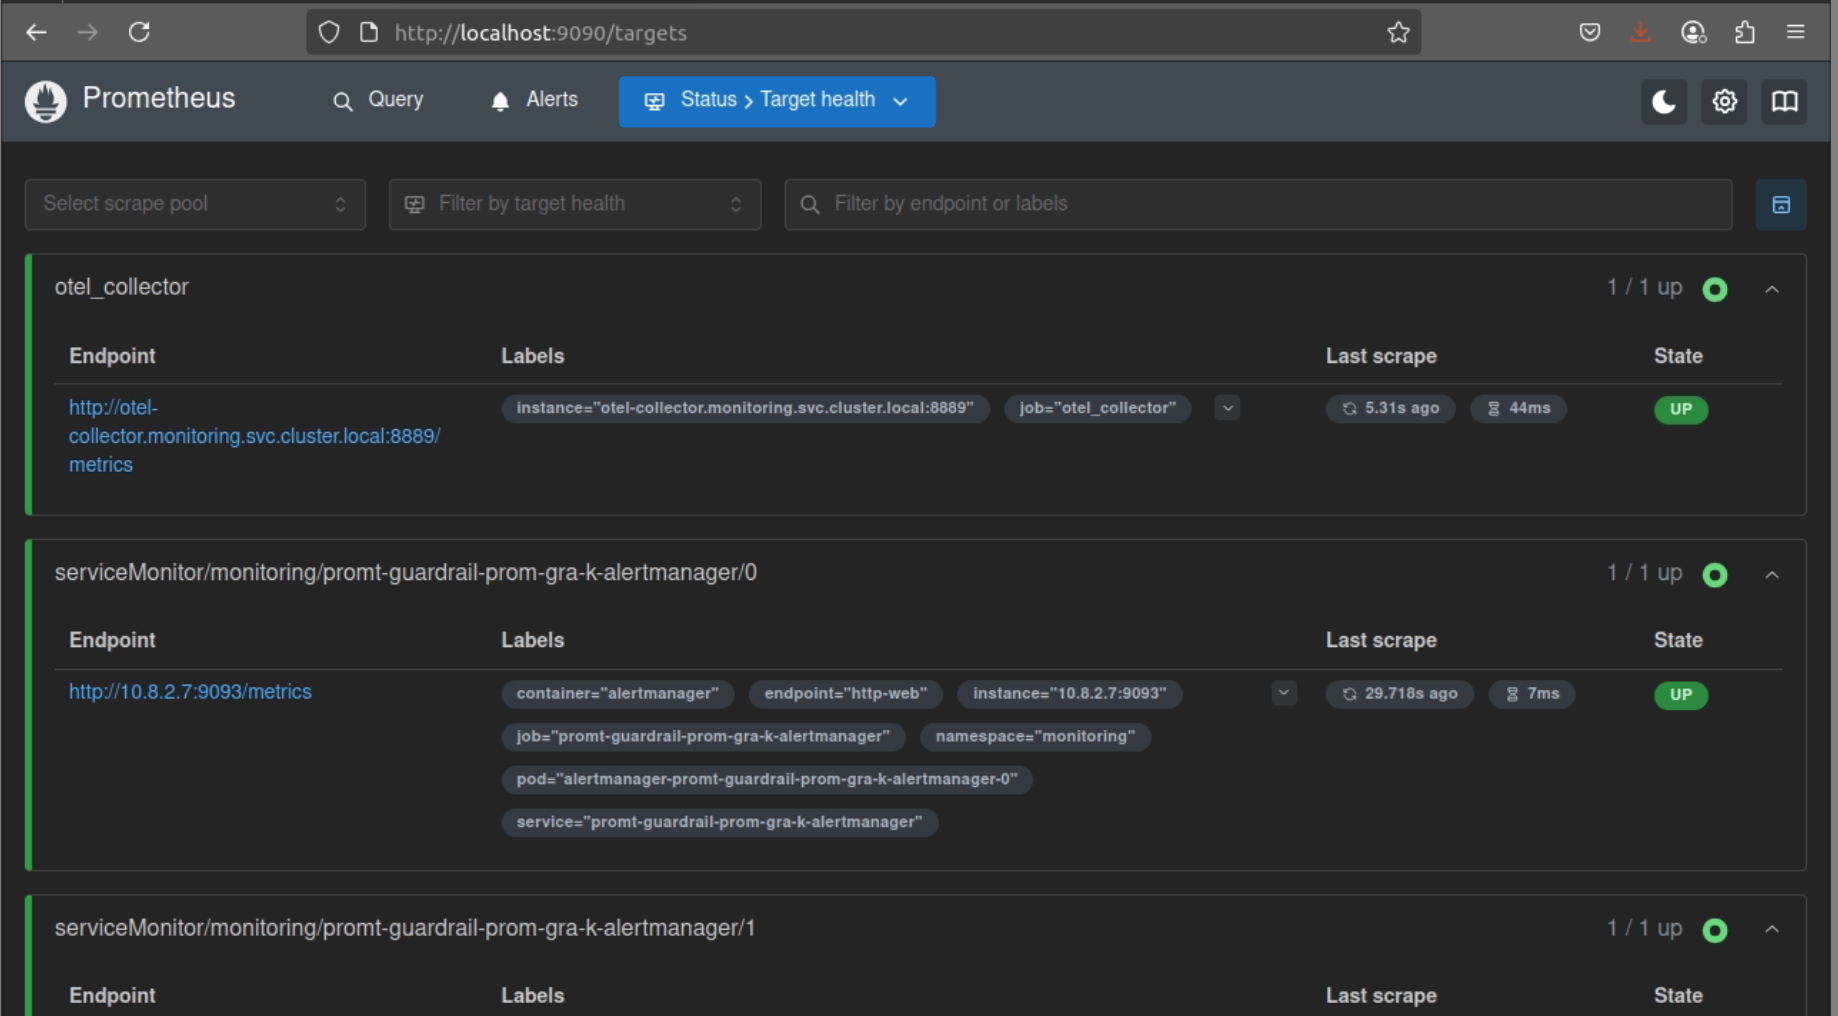 http://localhost:9090/targets
Prometheus
Query
Alerts
Status > Target health
Select scrape pool
Filter by target health
Filter by endpoint or labels
otel_collector
1 / 1 up
Endpoint
Labels
Last scrape
State
http://otel-
collector.monitoring.svc.cluster.local:8889/
metrics
instance="otel-collector.monitoring.svc.cluster.local:8889"
job="otel_collector"
5.31s ago
44ms
UP
serviceMonitor/monitoring/promt-guardrail-prom-gra-k-alertmanager/0
1 / 1 up
Endpoint
Labels
Last scrape
State
http://10.8.2.7:9093/metrics
container="alertmanager"
endpoint="http-web"
instance="10.8.2.7:9093"
job="promt-guardrail-prom-gra-k-alertmanager"
namespace="monitoring"
pod="alertmanager-promt-guardrail-prom-gra-k-alertmanager-0"
service="promt-guardrail-prom-gra-k-alertmanager"
29.718s ago
7ms
UP
serviceMonitor/monitoring/promt-guardrail-prom-gra-k-alertmanager/1
1 / 1 up
Endpoint
Labels
Last scrape
State